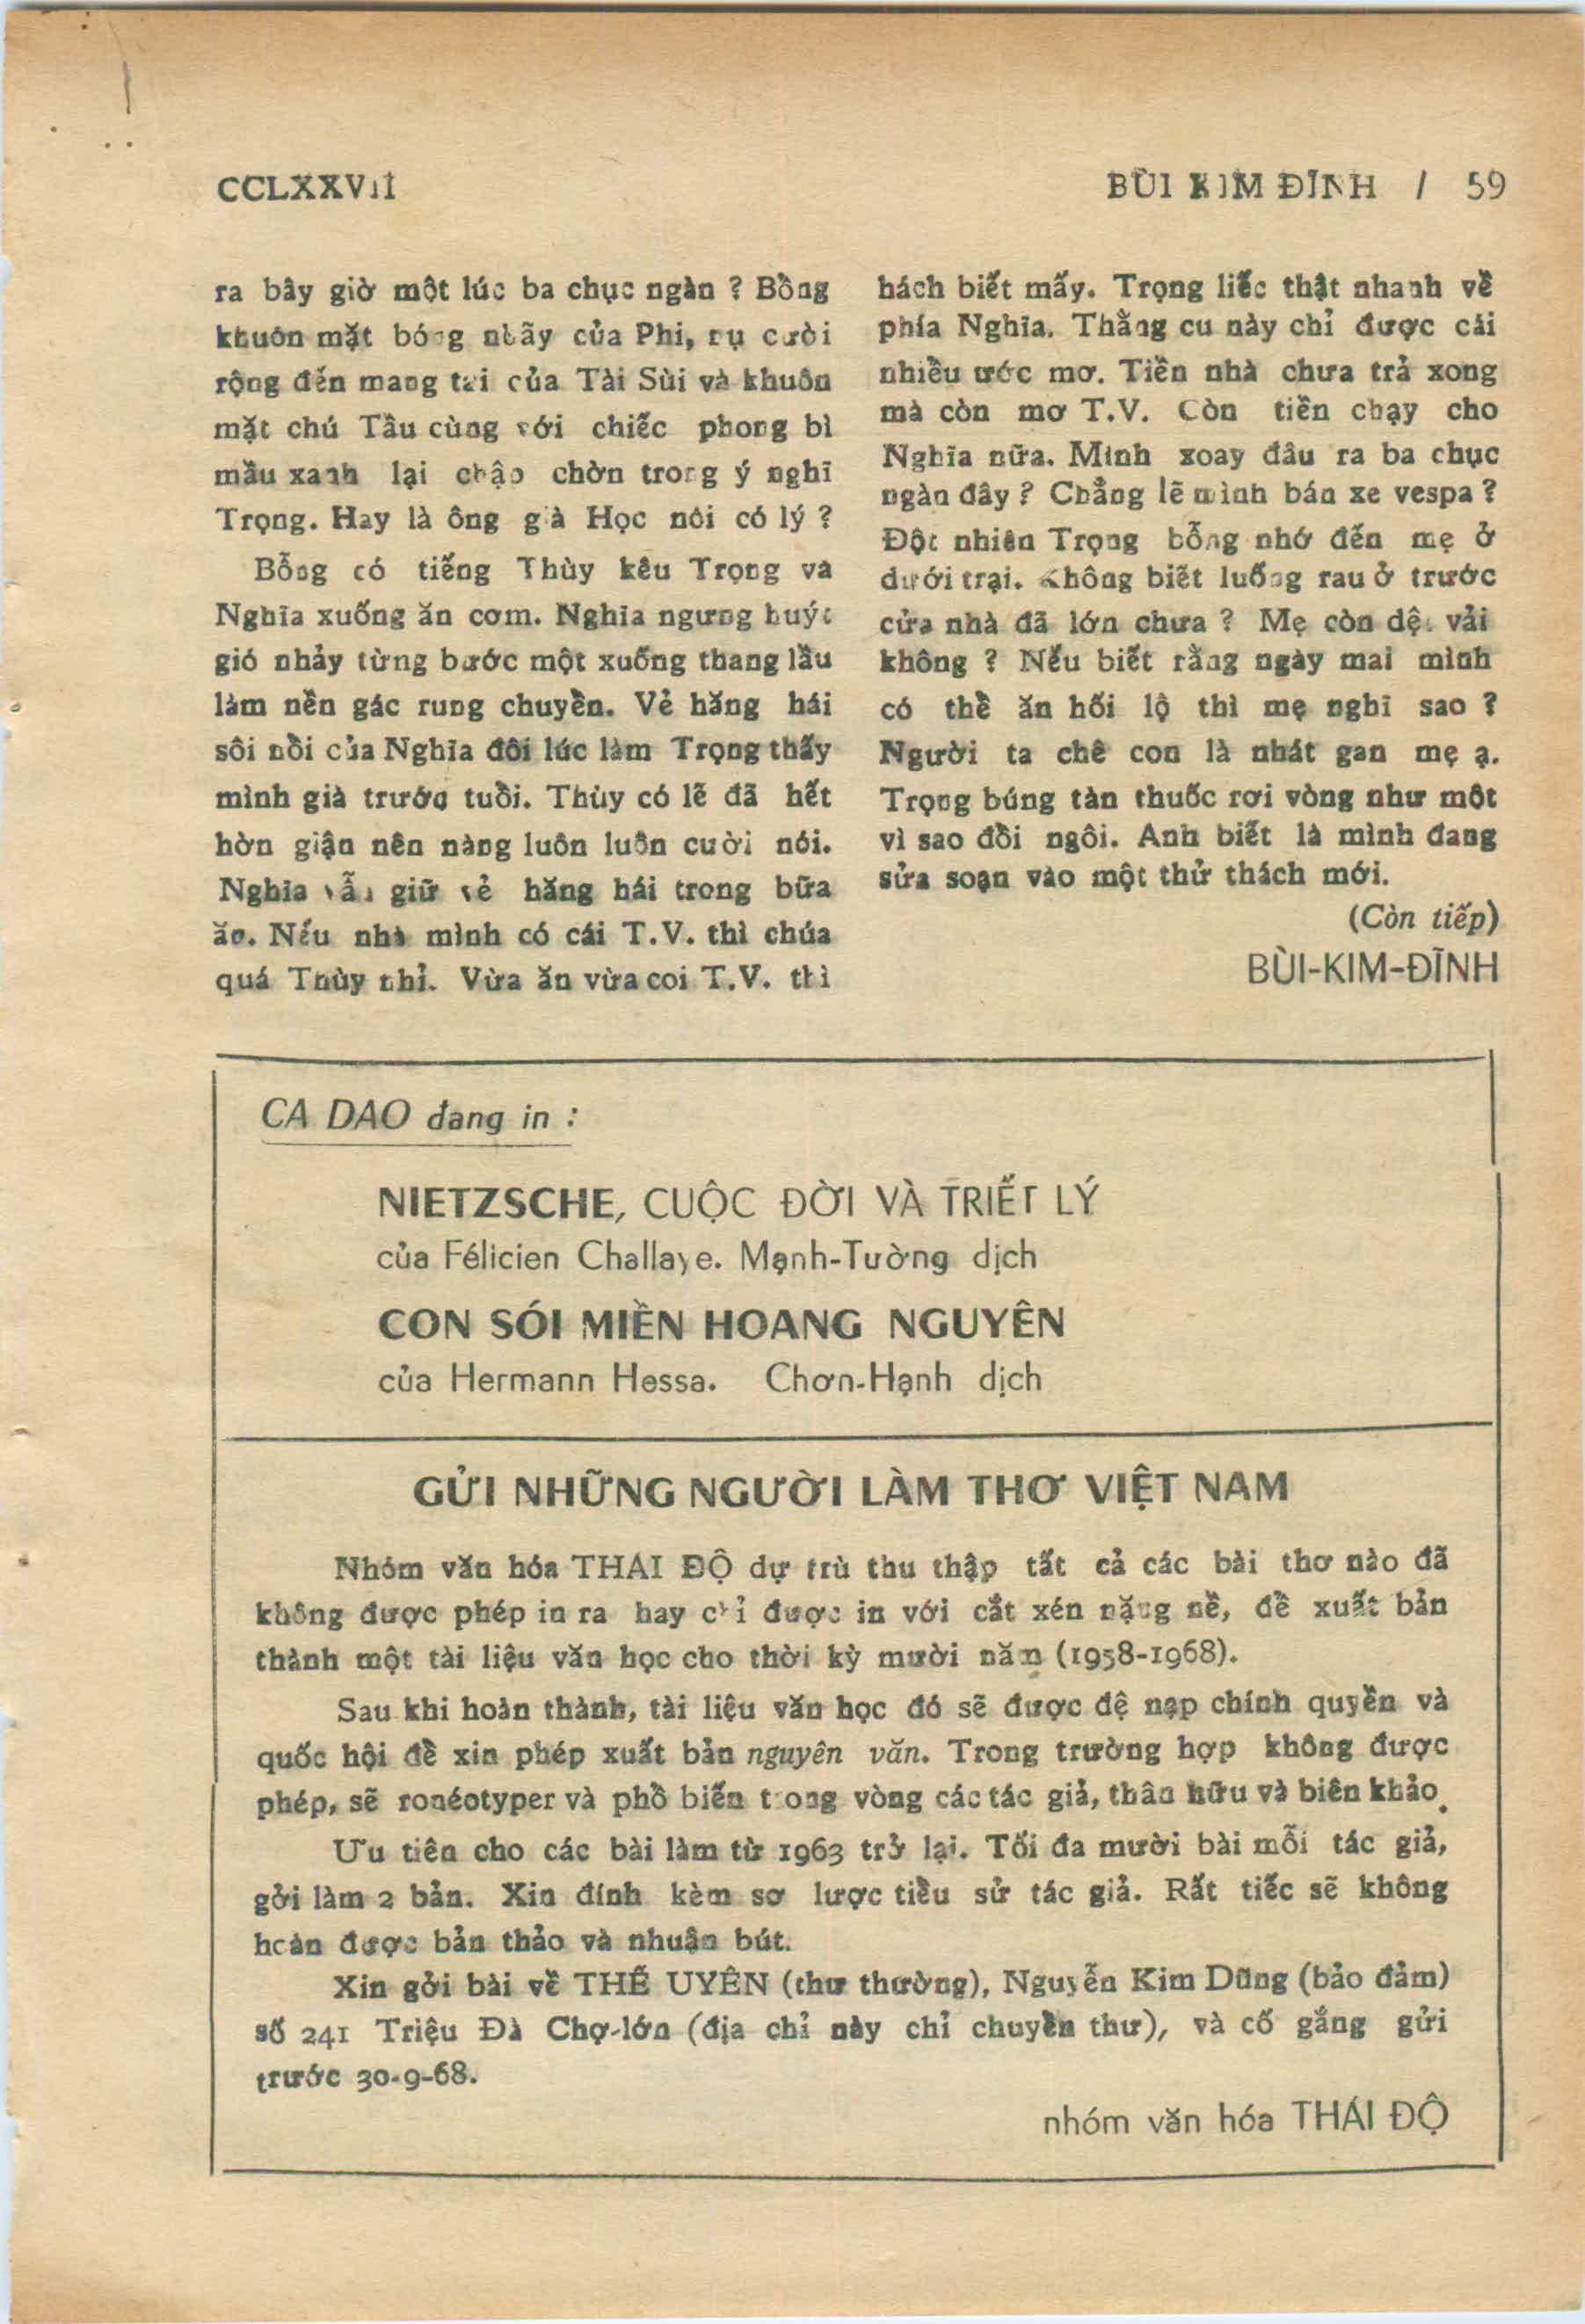 CCLXXVII
BÙI KIM ĐĨNH / 59
ra bây giờ một lúc ba chục ngàn ? Bỗng
khuôn mặt bóng nhãy của Phi, nụ cười
rộng đến mang tai của Tài Sùi và khuôn
mặt chú Tầu cùng với chiếc phong bì
mầu xanh lại chập chờn trong ý nghĩ
Trọng. Hay là ông già Học nói có lý ?
Bỗng có tiếng Thùy kêu Trọng và
Nghĩa xuống ăn cơm. Nghĩa ngưng huýt
gió nhảy từng bước một xuống thang lầu
làm nền gác rung chuyển. Vẻ hăng hái
sôi nổi của Nghĩa đôi lúc làm Trọng thấy
mình già trước tuổi. Thùy có lẽ đã hết
hờn giận nên nàng luôn luôn cười nói.
Nghĩa vẫn giữ vẻ hăng hái trong bữa
ăn. Nếu nhà mình có cái T.V. thì chúa
quá Thùy nhỉ. Vừa ăn vừa coi T.V. thì
hách biết mấy. Trọng liếc thật nhanh về
phía Nghĩa. Thằng cu này chỉ được cái
nhiều ước mơ. Tiền nhà chưa trả xong
mà còn mơ T.V. Còn tiền chạy cho
Nghĩa nữa. Mình xoay đâu ra ba chục
ngàn đây ? Chẳng lẽ mình bán xe vespa ?
Đột nhiên Trọng bỗng nhớ đến mẹ ở
dưới trại. Không biết luống rau ở trước
cửa nhà đã lớn chưa ? Mẹ còn dệt vải
không ? Nếu biết rằng ngày mai mình
có thể ăn hối lộ thì mẹ nghĩ sao ?
Người ta chê con là nhát gan mẹ ạ.
Trọng búng tàn thuốc rơi vòng như một
vì sao đổi ngôi. Anh biết là mình đang
sửa soạn vào một thử thách mới.
(Còn tiếp)
BÙI-KIM-ĐĨNH
CA DAO đang in :
NIETZSCHE, CUỘC ĐỜI VÀ TRIẾT LÝ
của Félicien Challaye. Mạnh-Tường dịch
CON SÓI MIỀN HOANG NGUYÊN
của Hermann Hessa. Chơn-Hạnh dịch
GỬI NHỮNG NGƯỜI LÀM THƠ VIỆT NAM
Nhóm văn hóa THÁI ĐỘ dự trù thu thập tất cả các bài thơ nào đã
không được phép in ra hay chỉ được in với cắt xén nặng nề, để xuất bản
thành một tài liệu văn học cho thời kỳ mười năm (1958-1968).
Sau khi hoàn thành, tài liệu văn học đó sẽ được đệ nạp chính quyền và
quốc hội để xin phép xuất bản nguyên văn. Trong trường hợp không được
phép, sẽ ronéotyper và phổ biến trong vòng các tác giả, thân hữu và biên khảo.
Ưu tiên cho các bài làm từ 1963 trở lại. Tối đa mười bài mỗi tác giả,
gởi làm 2 bản. Xin đính kèm sơ lược tiểu sử tác giả. Rất tiếc sẽ không
hoàn được bản thảo và nhuận bút.
Xin gởi bài về THẾ UYÊN (thư thường), Nguyễn Kim Dũng (bảo đảm)
số 241 Triệu Đà Chợ-lớn (địa chỉ này chỉ chuyển thư), và cố gắng gửi
trước 30-9-68.
nhóm văn hóa THÁI ĐỘ